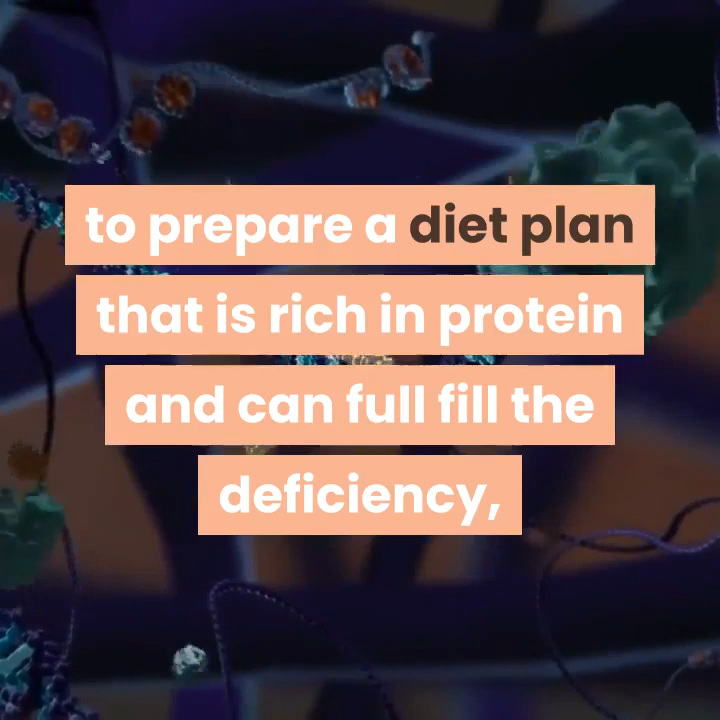 to prepare a diet plan
that is rich in protein
and can full fill the
deficiency,